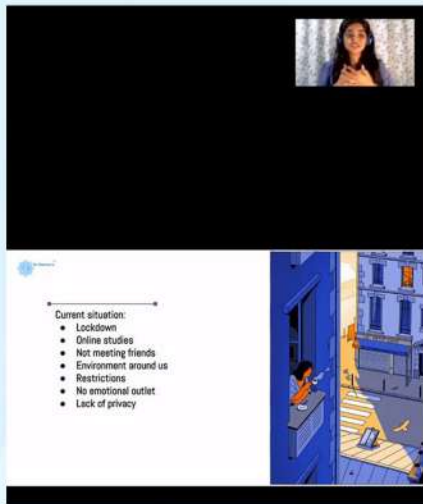 Current situation:
● Lockdown
● Online studies
● Not meeting friends
● Environment around us
● Restrictions
● No emotional outlet
● Lack of privacy